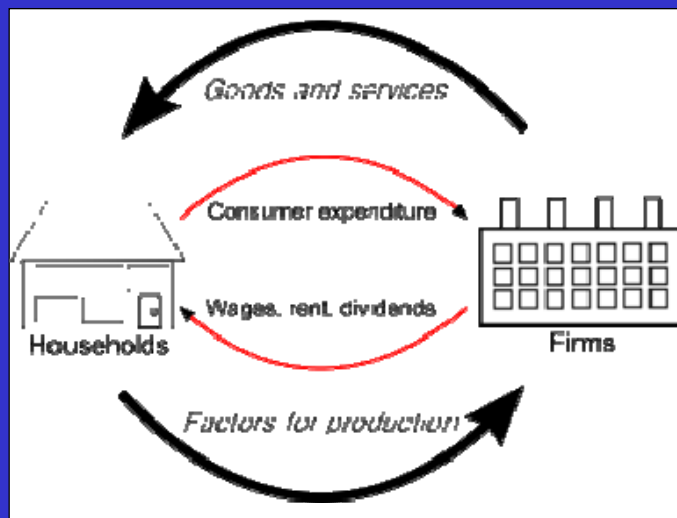 Goods and services
Consumer expenditure
Wages, rent, dividends
Households
Firms
Factors for production